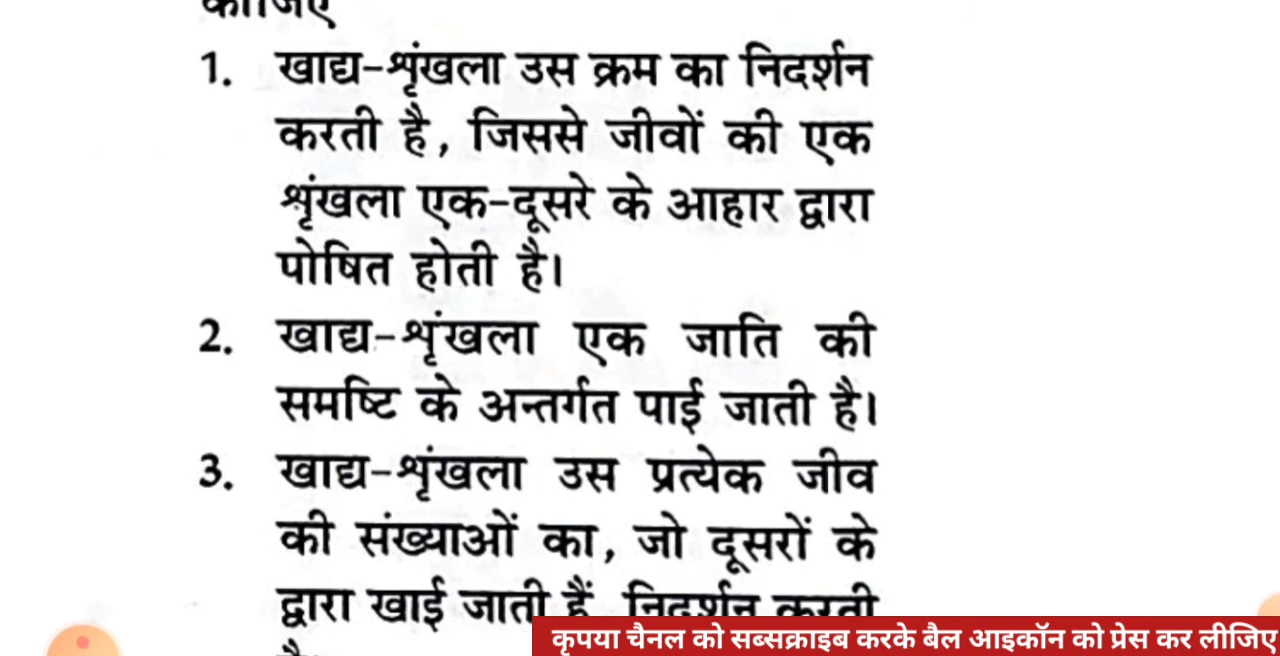 1. खाद्य-शृंखला उस क्रम का निदर्शन
करती है, जिससे जीवों की एक
शृंखला एक-दूसरे के आहार द्वारा
पोषित होती है।
2. खाद्य-शृंखला एक जाति की
समष्टि के अन्तर्गत पाई जाती है।
3. खाद्य-शृंखला उस प्रत्येक जीव
की संख्याओं का, जो दूसरों के
द्वारा खाई जाती हैं, निदर्शन करती
कृपया चैनल को सब्सक्राइब करके बैल आइकॉन को प्रेस कर लीजिए